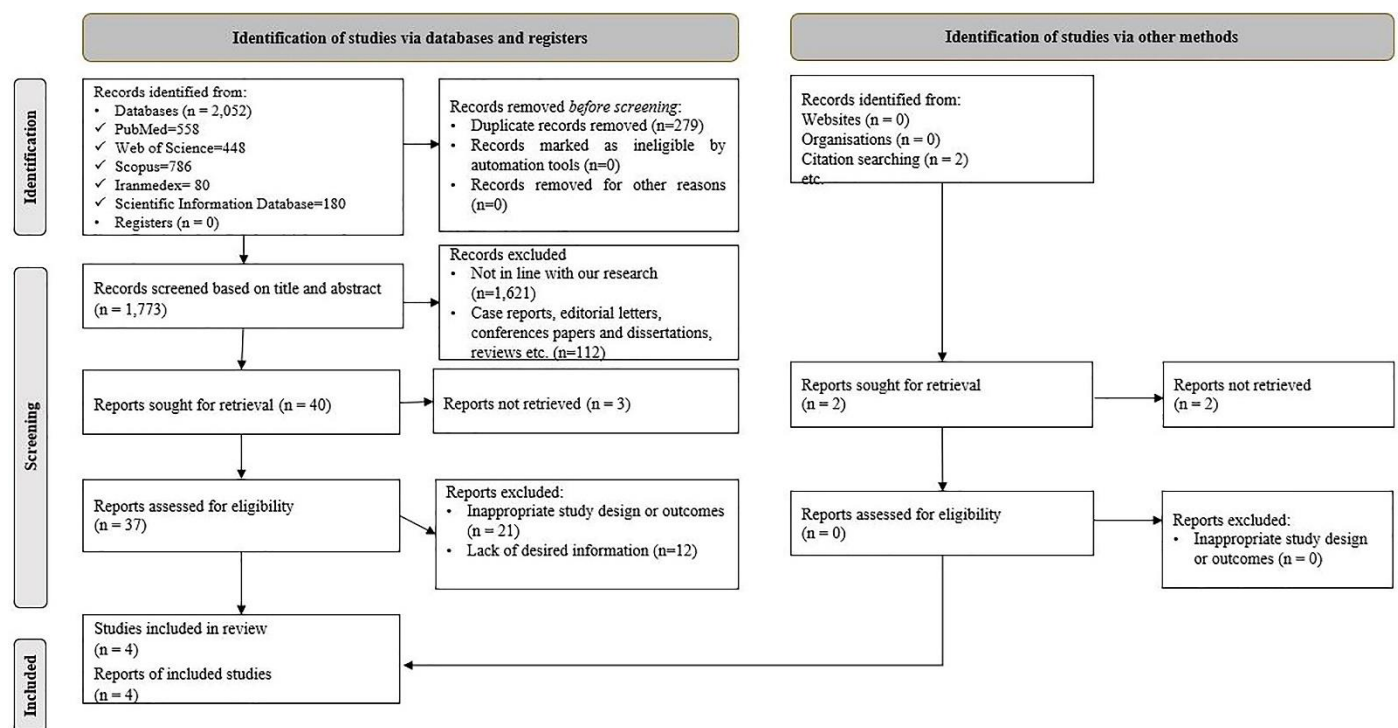 Identification of studies via databases and registers
Identification of studies via other methods
Identification
Records identified from:
• Databases (n = 2,052)
✓ PubMed=558
✓ Web of Science=448
✓ Scopus=786
✓ Iranmedex= 80
✓ Scientific Information Database=180
• Registers (n = 0)
Records removed before screening:
• Duplicate records removed (n=279)
• Records marked as ineligible by
automation tools (n=0)
• Records removed for other reasons
(n=0)
Records identified from:
Websites (n = 0)
Organisations (n = 0)
Citation searching (n = 2)
etc.
Screening
Records screened based on title and abstract
(n = 1,773)
Records excluded
• Not in line with our research
(n=1,621)
• Case reports, editorial letters,
conferences papers and dissertations,
reviews etc. (n=112)
Reports sought for retrieval (n = 40)
Reports not retrieved (n = 3)
Reports sought for retrieval
(n = 2)
Reports not retrieved
(n = 2)
Reports assessed for eligibility
(n = 37)
Reports excluded:
• Inappropriate study design or outcomes
(n = 21)
• Lack of desired information (n=12)
Reports assessed for eligibility
(n = 0)
Reports excluded:
• Inappropriate study design
or outcomes (n = 0)
Included
Studies included in review
(n = 4)
Reports of included studies
(n = 4)